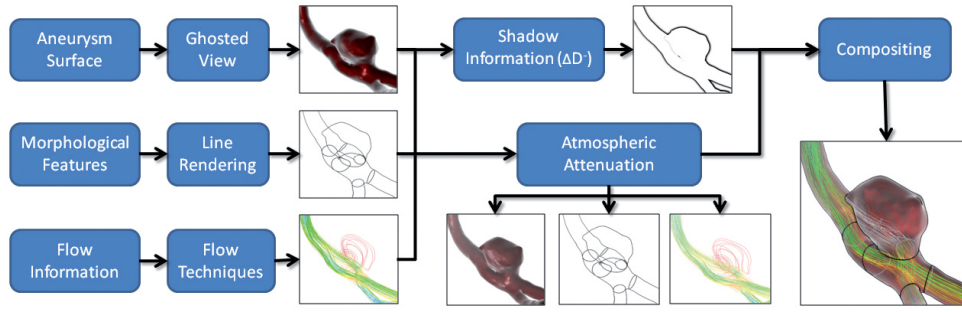 Aneurysm
Surface
Ghosted
View
Shadow
Information (ΔD⁻)
Compositing
Morphological
Features
Line
Rendering
Atmospheric
Attenuation
Flow
Information
Flow
Techniques